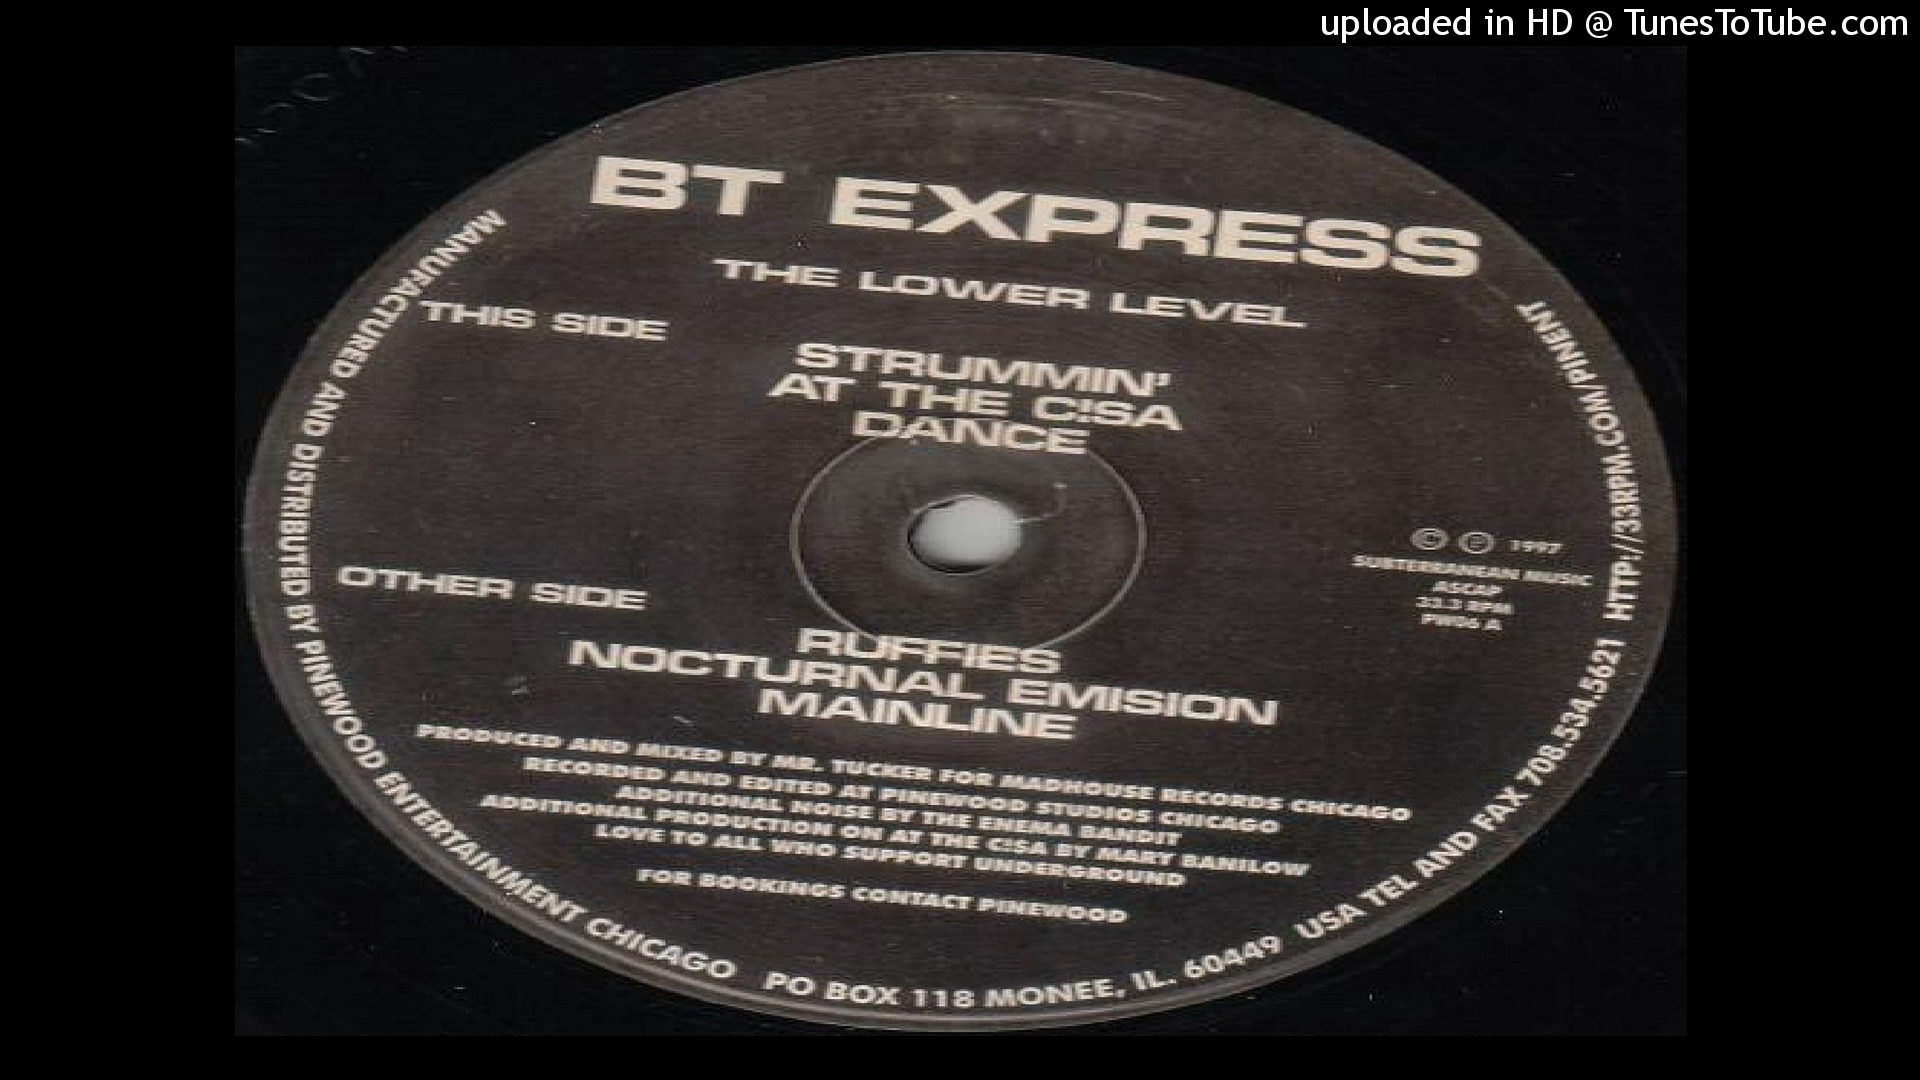 uploaded in HD @ TunesToTube.com
BT EXPRESS
THE LOWER LEVEL
THIS SIDE
STRUMMIN'
AT THE C!SA
DANCE
OTHER SIDE
RUFFIES
NOCTURNAL EMISION
MAINLINE
© ℗ 1997
SUBTERRANEAN MUSIC
ASCAP
33.3 RPM
PW06 A
PRODUCED AND MIXED BY MR. TUCKER FOR MADHOUSE RECORDS CHICAGO
RECORDED AND EDITED AT PINEWOOD STUDIOS CHICAGO
ADDITIONAL NOISE BY THE ENEMA BANDIT
ADDITIONAL PRODUCTION ON AT THE C!SA BY MARY BANILOW
LOVE TO ALL WHO SUPPORT UNDERGROUND
FOR BOOKINGS CONTACT PINEWOOD
MANUFACTURED AND DISTRIBUTED BY PINEWOOD ENTERTAINMENT CHICAGO PO BOX 118 MONEE, IL. 60449 USA TEL AND FAX 708.534.5621 HTTP://33RPM.COM/PINENT